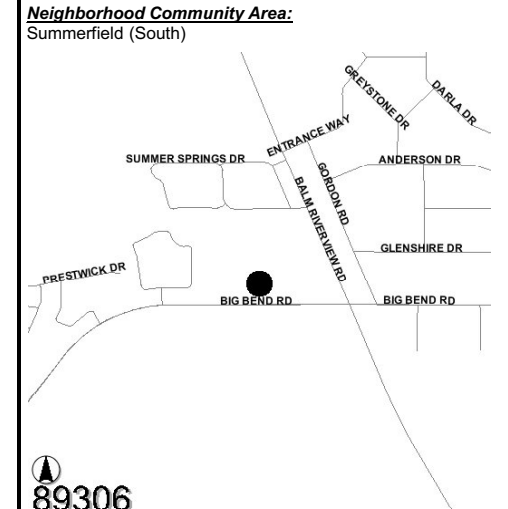 Neighborhood Community Area:
Summerfield (South)
GREYSTONE DR
DARLA DR
ENTRANCE WAY
SUMMER SPRINGS DR
ANDERSON DR
GORDON RD
BALM RIVERVIEW RD
GLENSHIRE DR
PRESTWICK DR
BIG BEND RD
BIG BEND RD
89306